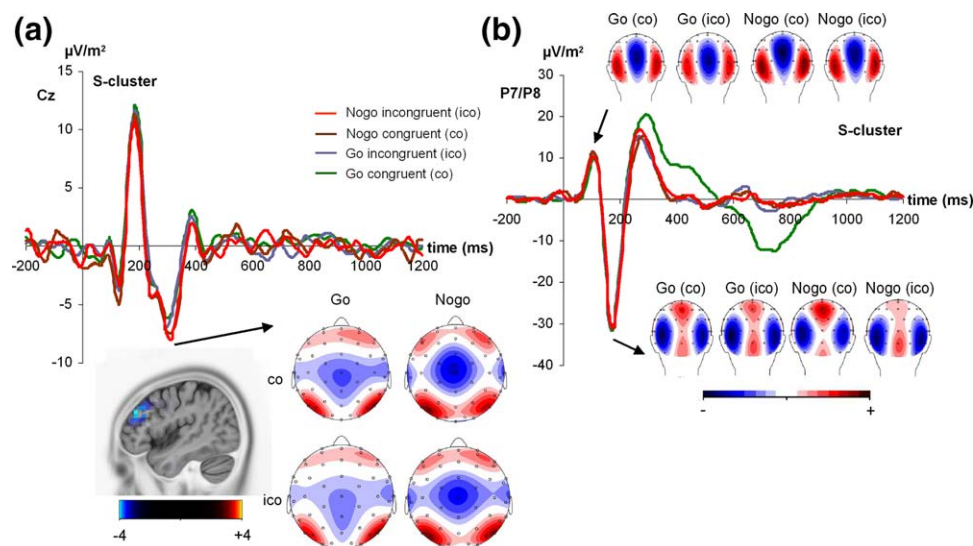 (a)
µV/m²
15
Cz
S-cluster
10
5
-200
200
400
600
800
1000
1200
time (ms)
-5
-10
Nogo incongruent (ico)
Nogo congruent (co)
Go incongruent (ico)
Go congruent (co)
Go
Nogo
co
ico
-4
+4
(b)
Go (co)
Go (ico)
Nogo (co)
Nogo (ico)
µV/m²
30
P7/P8
20
S-cluster
10
time (ms)
-200
0
200
400
600
800
1000
1200
-10
-20
-30
-40
Go (co)
Go (ico)
Nogo (co)
Nogo (ico)
-
+